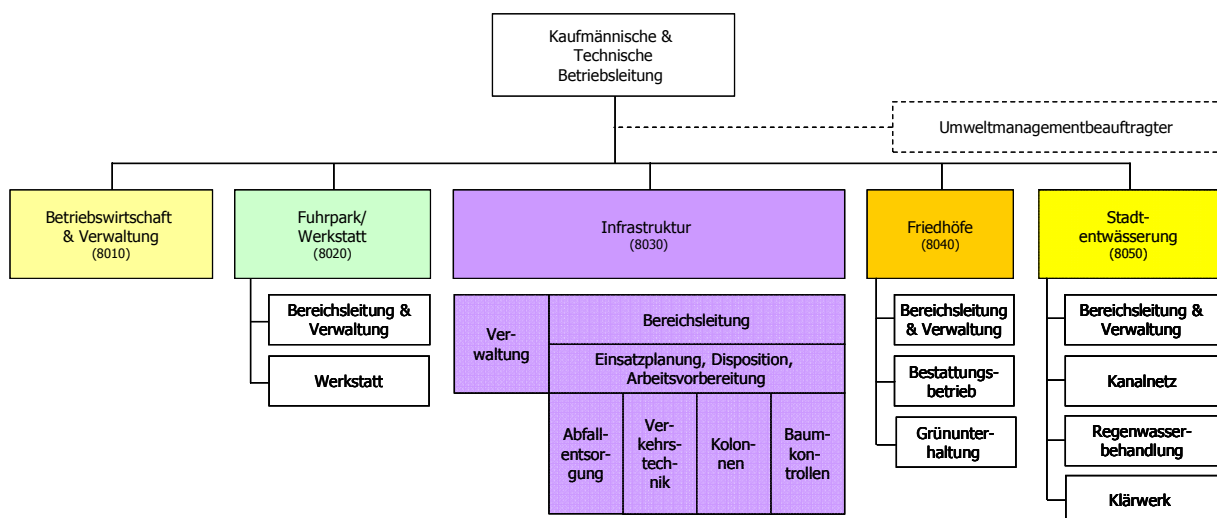 Kaufmännische &
Technische
Betriebsleitung
Umweltmanagementbeauftragter
Betriebswirtschaft
& Verwaltung
(8010)
Fuhrpark/
Werkstatt
(8020)
Infrastruktur
(8030)
Friedhöfe
(8040)
Stadt-
entwässerung
(8050)
Bereichsleitung &
Verwaltung
Werkstatt
Ver-
waltung
Bereichsleitung
Einsatzplanung, Disposition,
Arbeitsvorbereitung
Abfall-
entsor-
gung
Ver-
kehrs-
tech-
nik
Kolon-
nen
Baum-
kon-
trollen
Bereichsleitung
& Verwaltung
Bestattungs-
betrieb
Grünunter-
haltung
Bereichsleitung
& Verwaltung
Kanalnetz
Regenwasser-
behandlung
Klärwerk